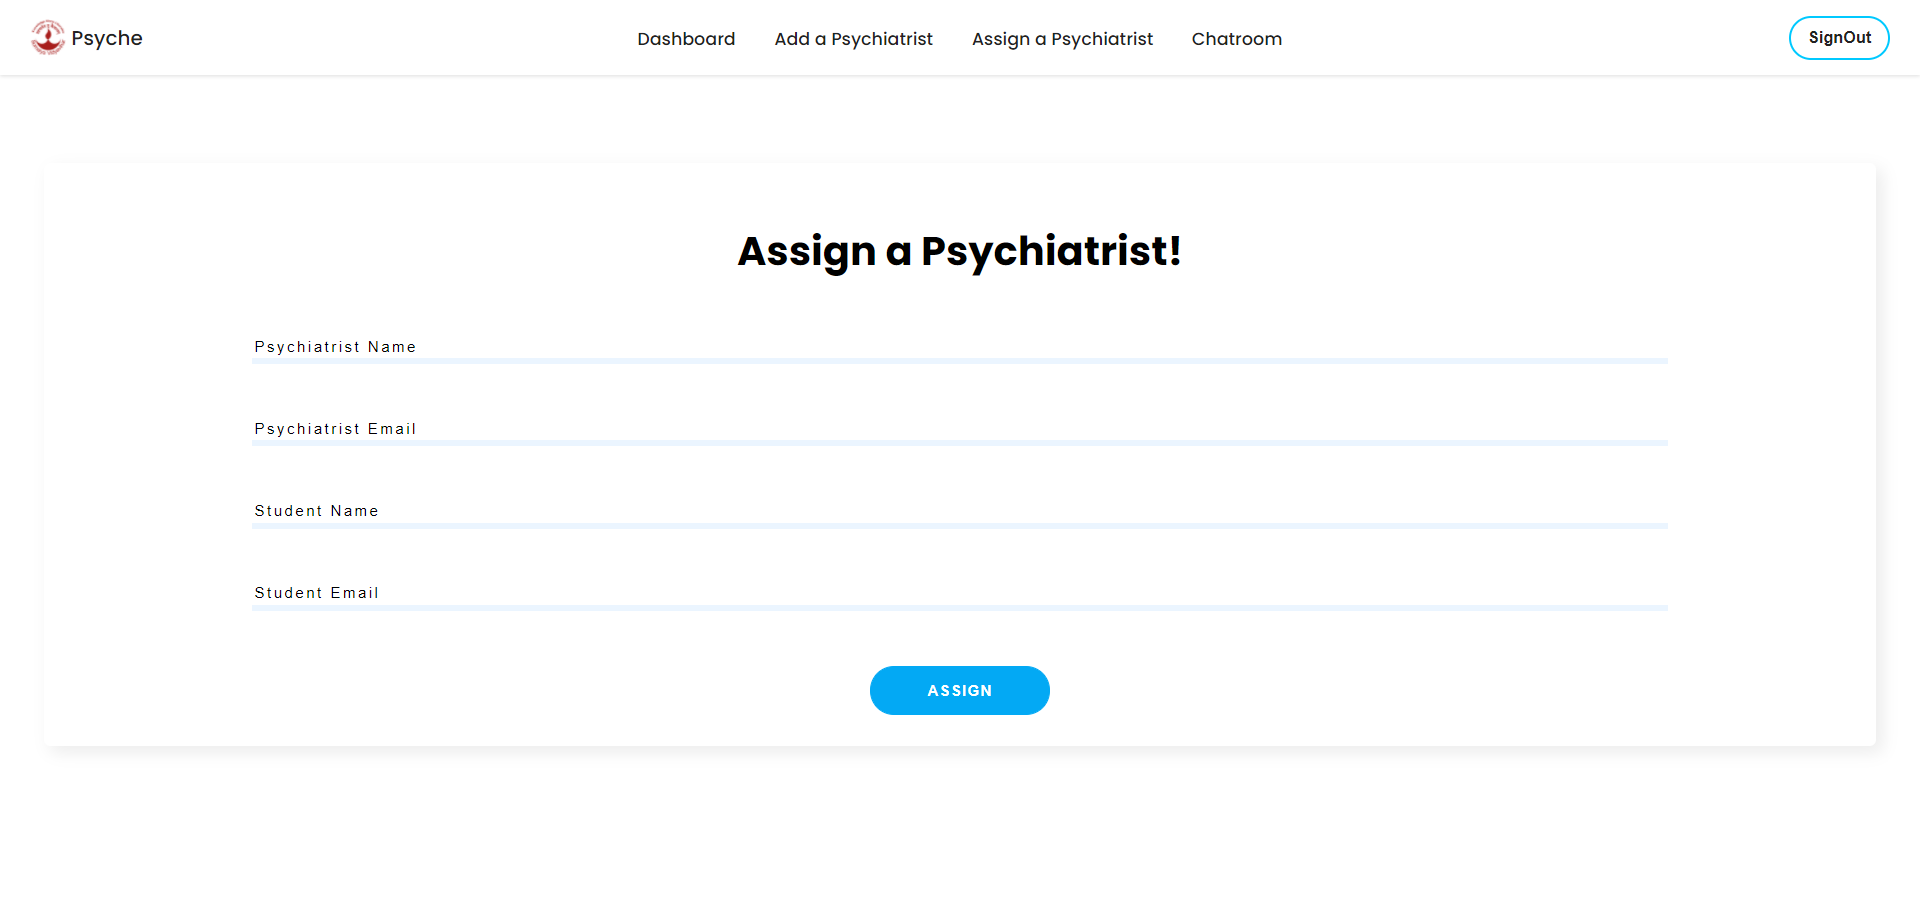 Psyche
Dashboard
Add a Psychiatrist
Assign a Psychiatrist
Chatroom
SignOut
Assign a Psychiatrist!
Psychiatrist Name
Psychiatrist Email
Student Name
Student Email
ASSIGN